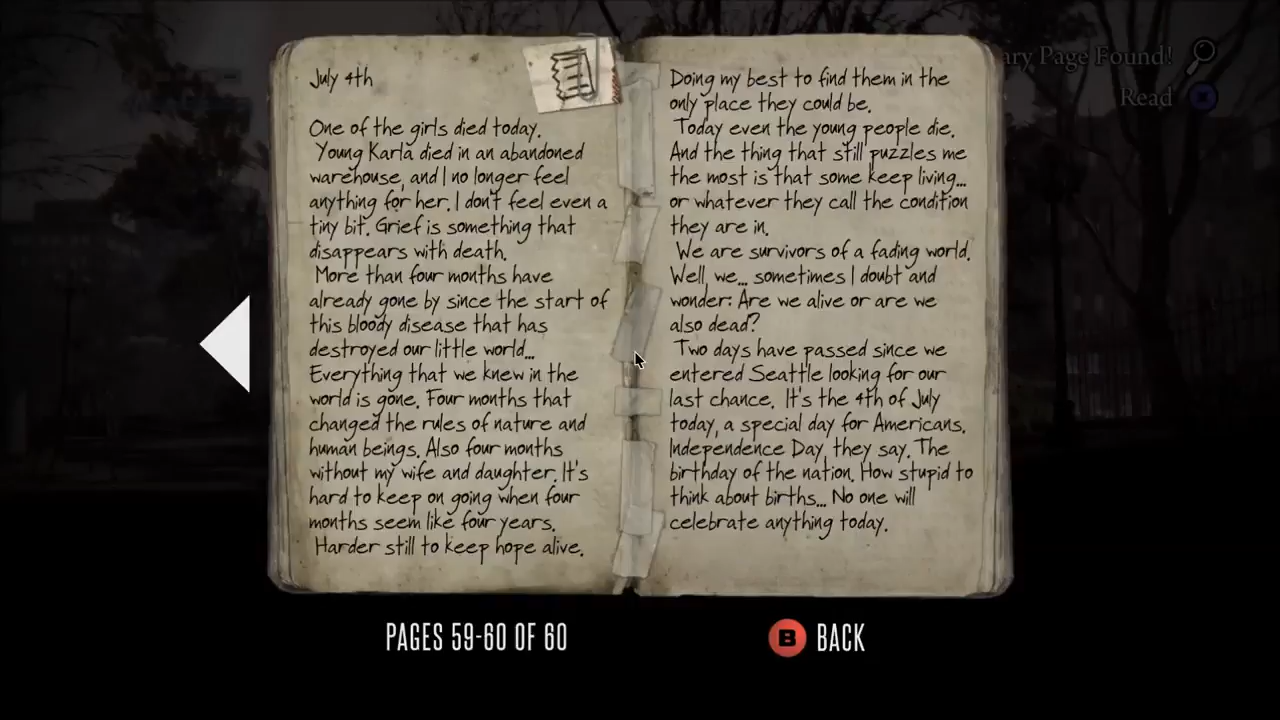 July 4th
One of the girls died today.
Young Karla died in an abandoned
warehouse, and I no longer feel
anything for her. I don't feel even a
tiny bit. Grief is something that
disappears with death.
More than four months have
already gone by since the start of
this bloody disease that has
destroyed our little world...
Everything that we knew in the
world is gone. Four months that
changed the rules of nature and
human beings. Also four months
without my wife and daughter. It's
hard to keep on going when four
months seem like four years.
Harder still to keep hope alive.
Doing my best to find them in the
only place they could be.
Today even the young people die.
And the thing that still puzzles me
the most is that some keep living...
or whatever they call the condition
they are in.
We are survivors of a fading world.
Well, we... sometimes I doubt and
wonder: Are we alive or are we
also dead?
Two days have passed since we
entered Seattle looking for our
last chance. It's the 4th of July
today, a special day for Americans.
Independence Day, they say. The
birthday of the nation. How stupid to
think about births... No one will
celebrate anything today.
ary Page Found!
Read X
PAGES 59-60 OF 60
B BACK